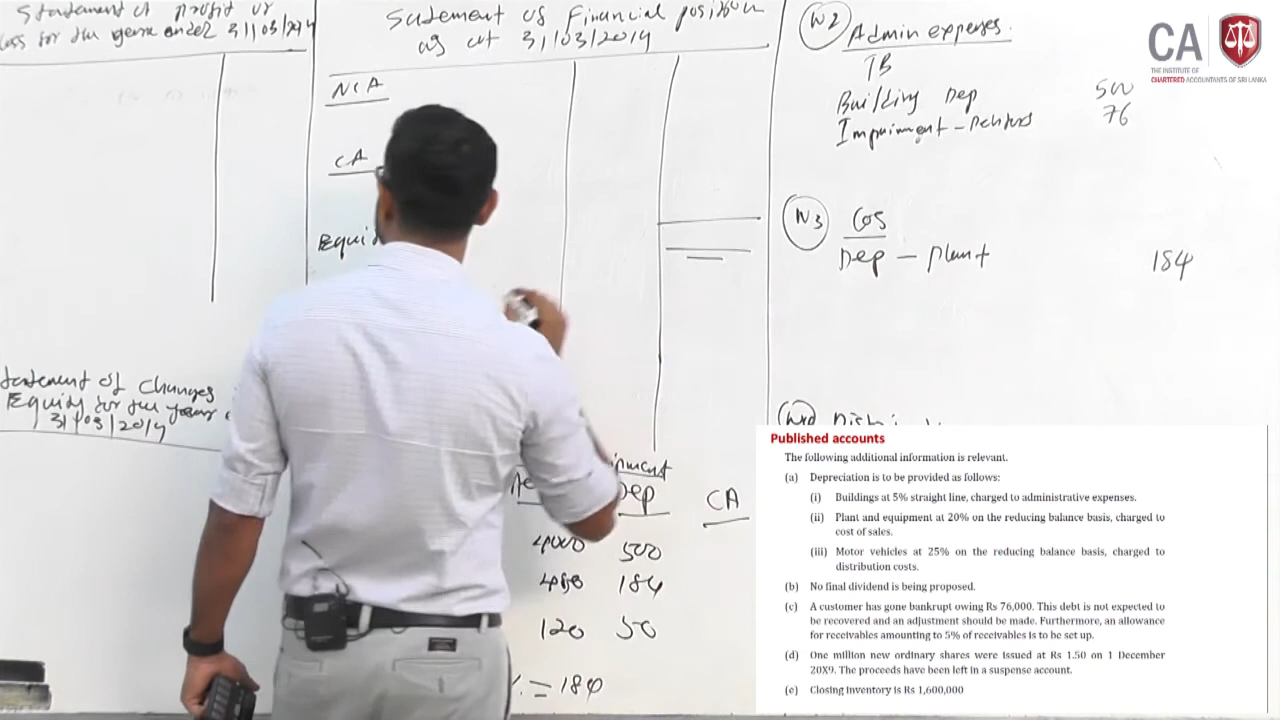 Statement of profit or
loss for the year ended 31/03/2019
Statement of Financial position
as at 31/03/2019
NCA
CA
Equi
W2 Admin expenses.
TB
Building Dep 500
Impairment - Debtors 76
W3 COS
Dep - Plant 184
Statement of Changes
Equity for the year
31/03/2019
Dep
CA
4000 500
480 184
120 50
= 184
CA
THE INSTITUTE OF
CHARTERED ACCOUNTANTS OF SRI LANKA
Published accounts
The following additional information is relevant.
(a) Depreciation is to be provided as follows:
(i) Buildings at 5% straight line, charged to administrative expenses.
(ii) Plant and equipment at 20% on the reducing balance basis, charged to
cost of sales.
(iii) Motor vehicles at 25% on the reducing balance basis, charged to
distribution costs.
(b) No final dividend is being proposed.
(c) A customer has gone bankrupt owing Rs 76,000. This debt is not expected to
be recovered and an adjustment should be made. Furthermore, an allowance
for receivables amounting to 5% of receivables is to be set up.
(d) One million new ordinary shares were issued at Rs 1.50 on 1 December
20X9. The proceeds have been left in a suspense account.
(e) Closing inventory is Rs 1,600,000